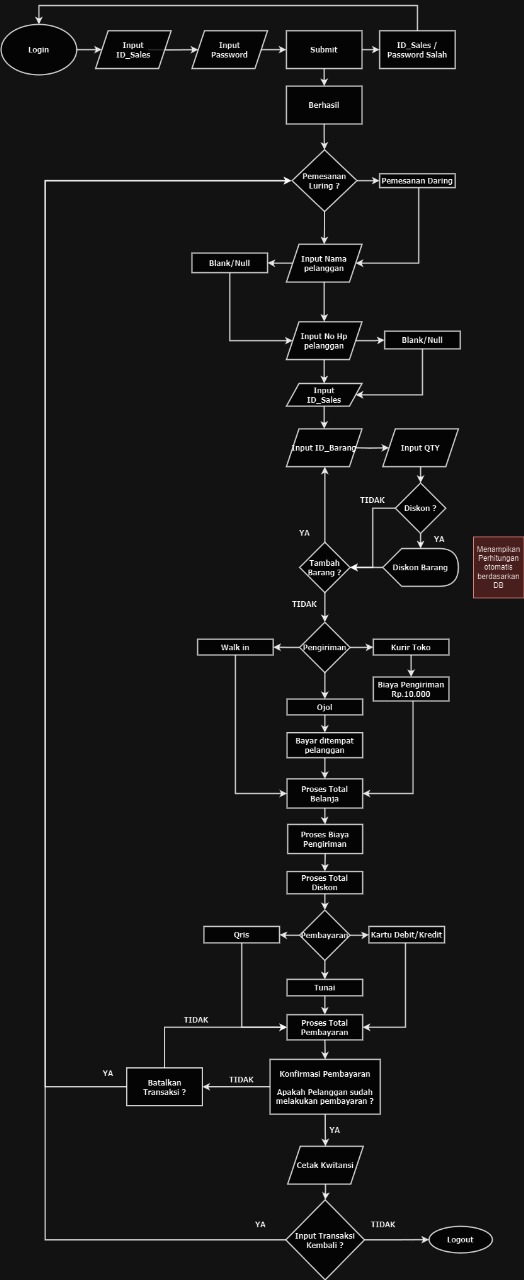 Login
Input
ID_Sales
Input
Password
Submit
ID_Sales /
Password Salah
Berhasil
Pemesanan
Luring ?
Pemesanan Daring
Blank/Null
Input Nama
pelanggan
Input No Hp
pelanggan
Blank/Null
Input
ID_Sales
Input ID_Barang
Input QTY
TIDAK
Diskon ?
YA
YA
Tambah
Barang ?
Diskon Barang
Menampikan
Perhitungan
otomatis
berdasarkan
DB
TIDAK
Walk in
Pengiriman
Kurir Toko
Biaya Pengiriman
Rp.10.000
Ojol
Bayar ditempat
pelanggan
Proses Total
Belanja
Proses Biaya
Pengiriman
Proses Total
Diskon
Qris
Pembayaran
Kartu Debit/Kredit
Tunai
TIDAK
Proses Total
Pembayaran
YA
Batalkan
Transaksi ?
TIDAK
Konfirmasi Pembayaran
Apakah Pelanggan sudah
melakukan pembayaran ?
YA
Cetak Kwitansi
YA
Input Transaksi
Kembali ?
TIDAK
Logout